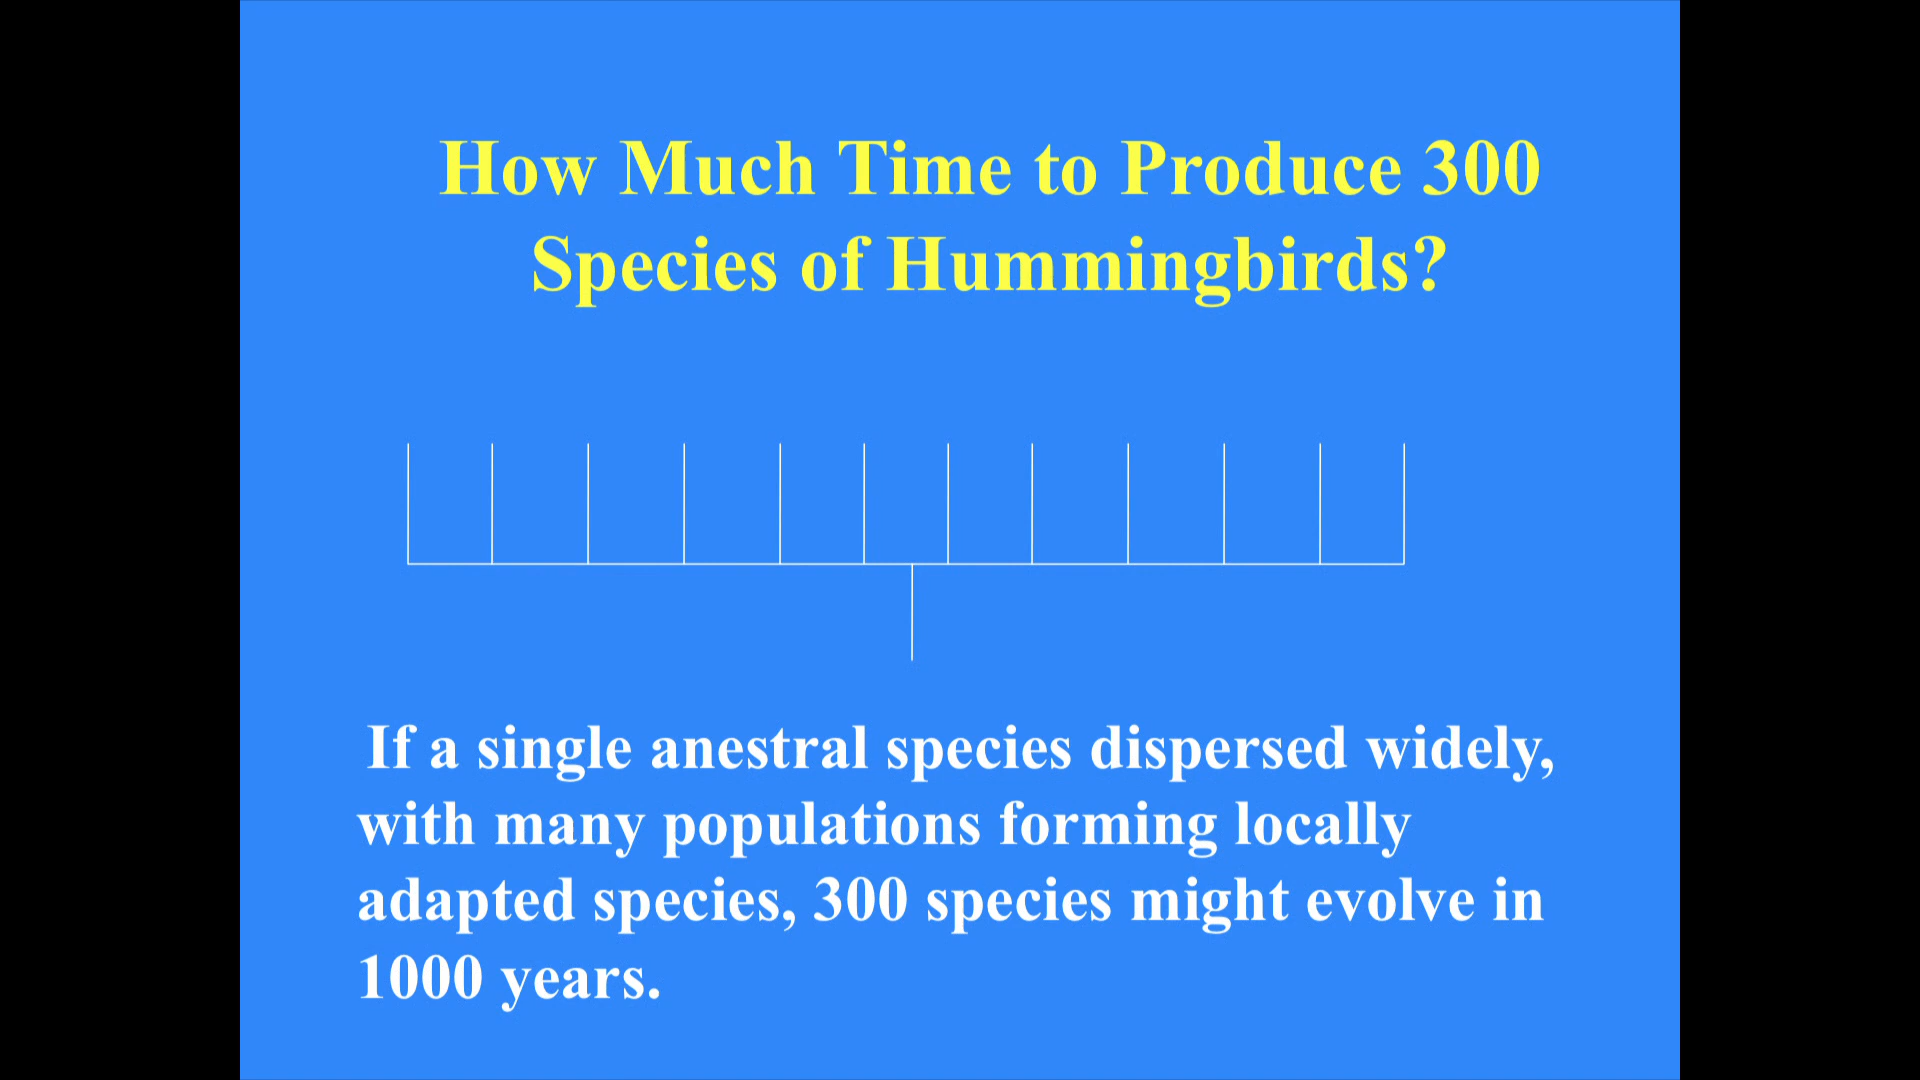 How Much Time to Produce 300
Species of Hummingbirds?
If a single anestral species dispersed widely,
with many populations forming locally
adapted species, 300 species might evolve in
1000 years.